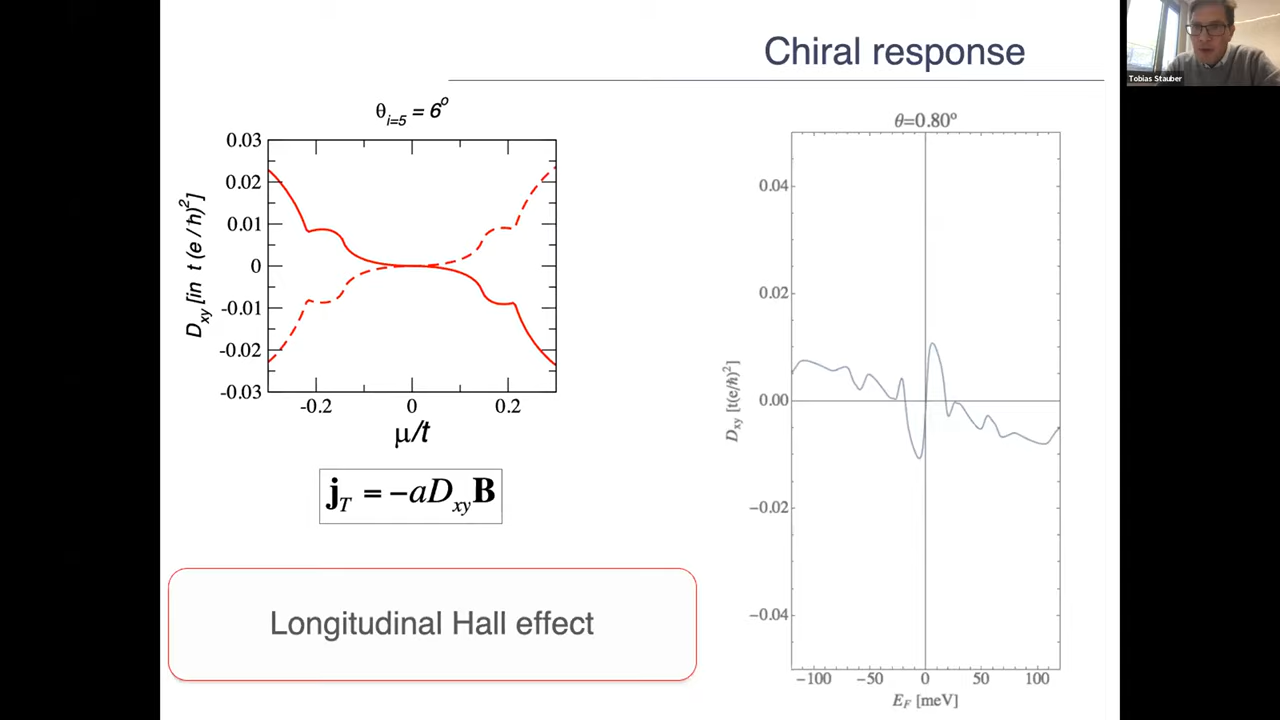 Chiral response
Tobias Stauber
θi=5 = 6o
0.03
0.02
0.01
0
-0.01
-0.02
-0.03
Dxy [in t (e / ħ)2]
-0.2 0 0.2
μ/t
jT = −aDxyB
Longitudinal Hall effect
θ=0.80º
0.04
0.02
0.00
−0.02
−0.04
Dxy [t(e/ħ)2]
−100 −50 0 50 100
EF [meV]